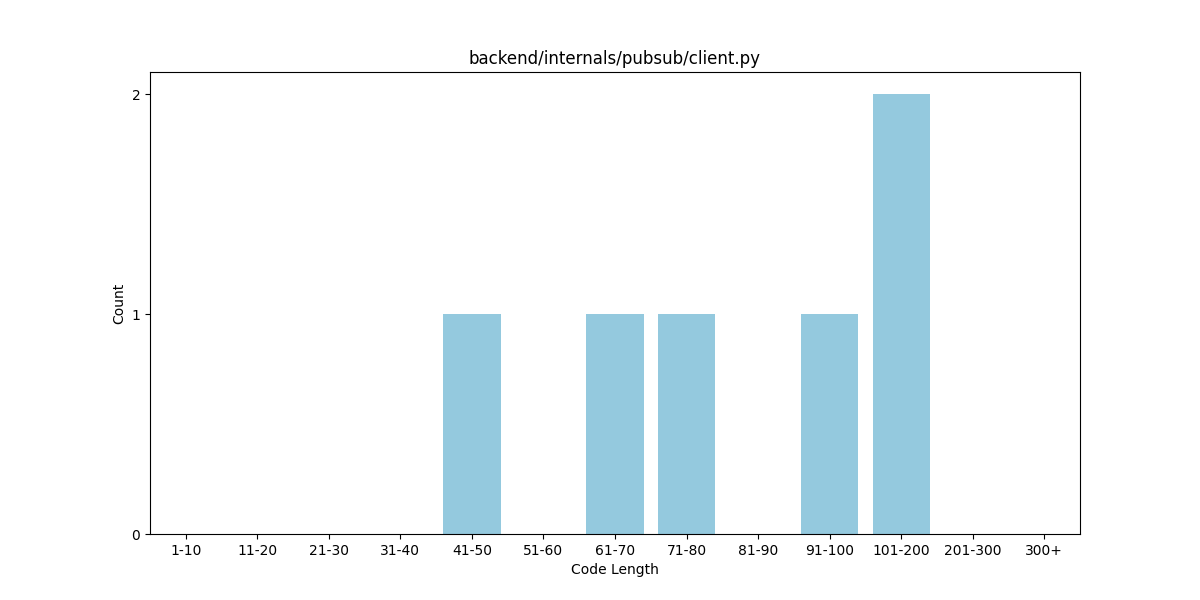 backend/internals/pubsub/client.py
Count
2
1
0
1-10 11-20 21-30 31-40 41-50 51-60 61-70 71-80 81-90 91-100 101-200 201-300 300+
Code Length